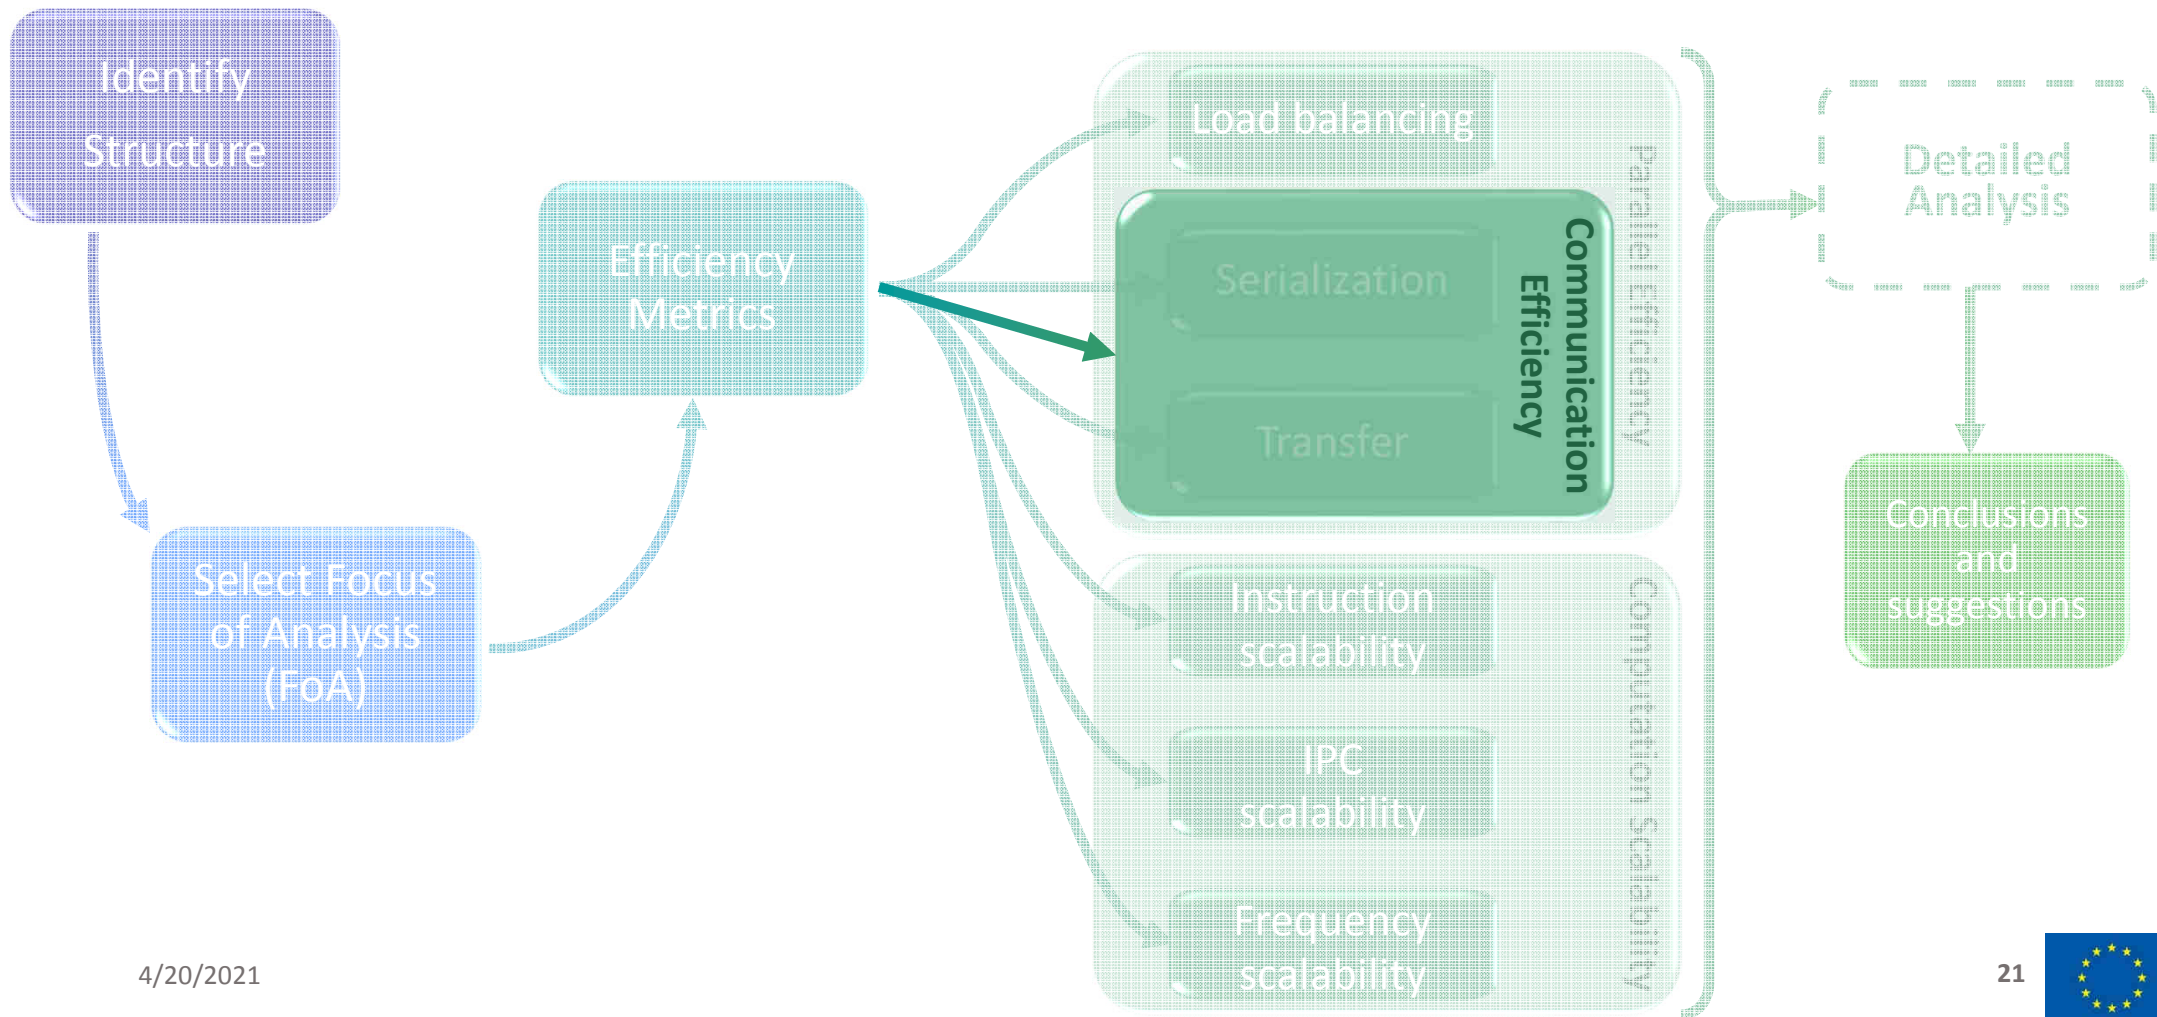 Identify
Structure
Select Focus
of Analysis
(FoA)
Efficiency
Metrics
Load balancing
Serialization
Transfer
Communication
Efficiency
Parallel Efficiency
Instruction
scalability
IPC
scalability
Frequency
scalability
Computation Scalability
Detailed
Analysis
Conclusions
and
suggestions
4/20/2021
21